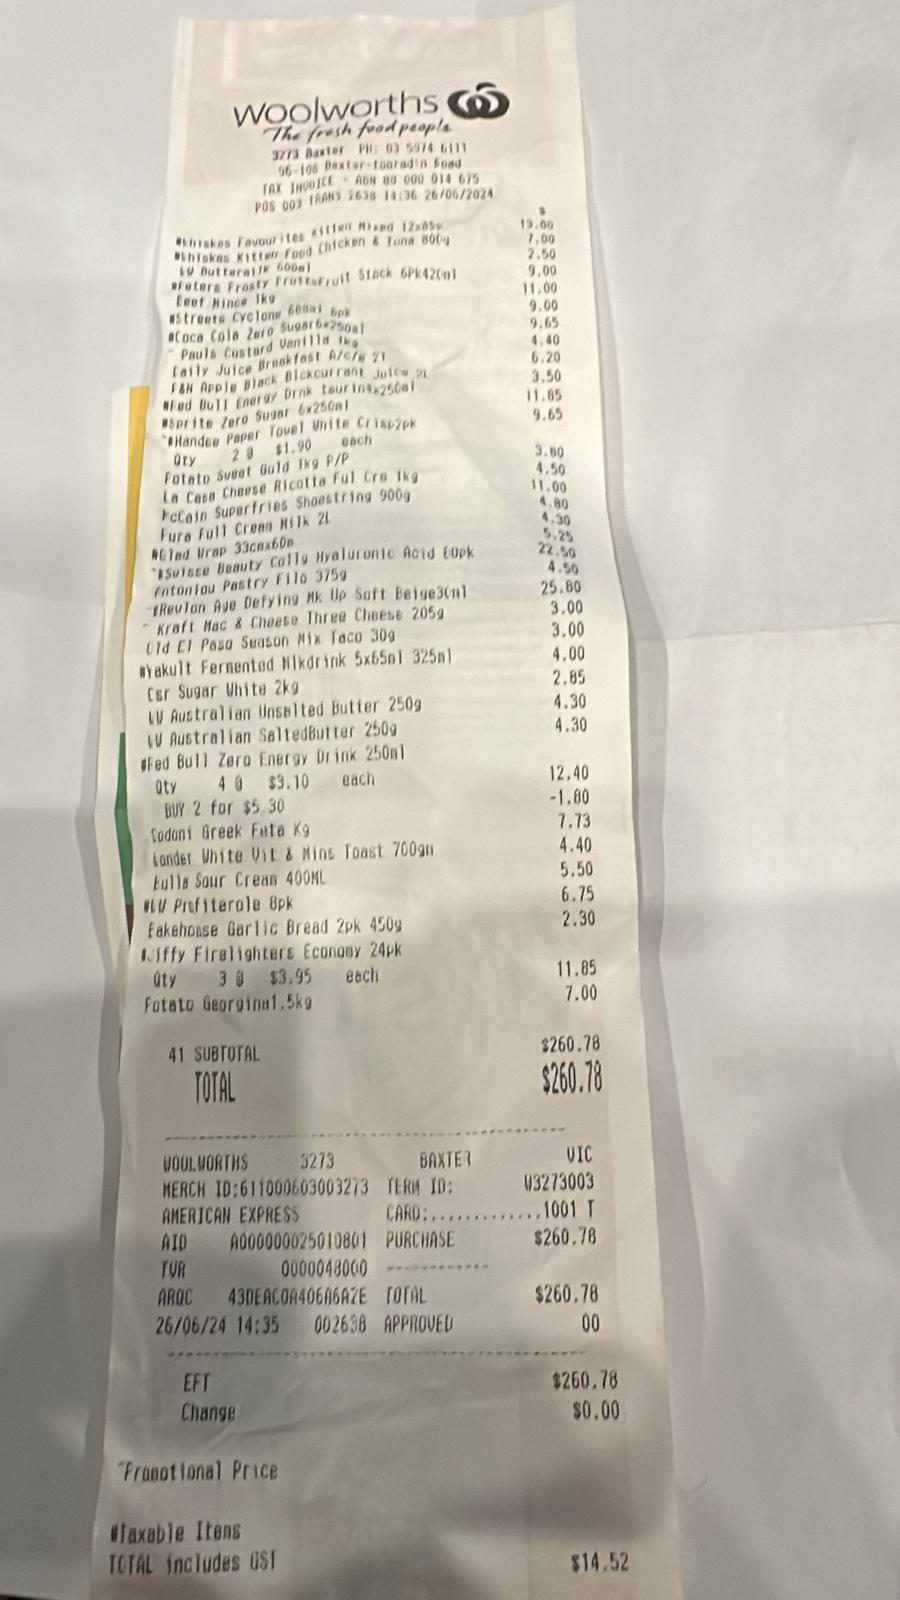 Woolworths
The fresh food people
3273 Baxter PH: 03 5974 6111
96-108 Baxter-tooradin Road
TAX INVOICE - ABN 88 000 014 675
POS 003 TRANS 2638 14:36 26/06/2024
$
#Whiskas Favourites Kitten Mixed 12x85g 13.00
#Whiskas Kitten Food Chicken & Tuna 800g 7.00
WW Buttermilk 600ml 2.50
#Peters Frosty FruitsFruit Stack 6Pk420ml 9.00
Beef Mince 1kg 11.00
#Streets Cyclone 660ml 6pk 9.00
#Coca Cola Zero Sugar6x250ml 9.65
^ Pauls Custard Vanilla 1kg 4.40
Daily Juice Breakfast A/c/m 2l 6.20
F&N Apple Black Blckcurrant Juice 2L 3.50
#Red Bull Energy Drnk tourin4x250ml 11.85
#Sprite Zero Sugar 6x250ml 9.65
^#Handee Paper Towel White Crisp2pk
Qty 2 @ $1.90 each 3.80
Potato Sweet Gold 1kg P/P 4.50
La Casa Cheese Ricotta Ful Crm 1kg 11.00
McCain Superfries Shoestring 900g 4.80
Pura Full Cream Milk 2L 4.30
#Glad Wrap 33cmx60m 5.25
^#Swisse Beauty Collg Hyaluronic Acid 80pk 22.50
Antoniou Pastry Filo 375g 4.50
^#Revlon Age Defying Mk Up Soft Beige30ml 25.80
^ Kraft Mac & Cheese Three Cheese 205g 3.00
Old El Paso Season Mix Taco 30g 3.00
#Yakult Fermented Mlkdrink 5x65ml 325ml 4.00
Csr Sugar White 2kg 2.85
WW Australian Unsalted Butter 250g 4.30
WW Australian SaltedButter 250g 4.30
#Red Bull Zero Energy Drink 250ml
Qty 4 @ $3.10 each 12.40
BUY 2 for $5.30 -1.80
Dodoni Greek Feta Kg 7.73
Wonder White Vit & Mins Toast 700gm 4.40
Bulla Sour Cream 400ML 5.50
#WW Profiterole 8pk 6.75
Bakehouse Garlic Bread 2pk 450g 2.30
#Jiffy Firelighters Economy 24pk
Qty 3 @ $3.95 each 11.85
Potato Georgina1.5kg 7.00
41 SUBTOTAL $260.78
TOTAL $260.78
WOOLWORTHS 3273 BAXTER VIC
MERCH ID:611000603003273 TERM ID: W3273003
AMERICAN EXPRESS CARD:.............1001 T
AID A000000025010801 PURCHASE $260.78
TVR 0000048000 ------------
ARQC 43DEAC0A406A6A2E TOTAL $260.78
26/06/24 14:35 002638 APPROVED 00
EFT $260.78
Change $0.00
^Promotional Price
#Taxable Items
TOTAL includes GST $14.52